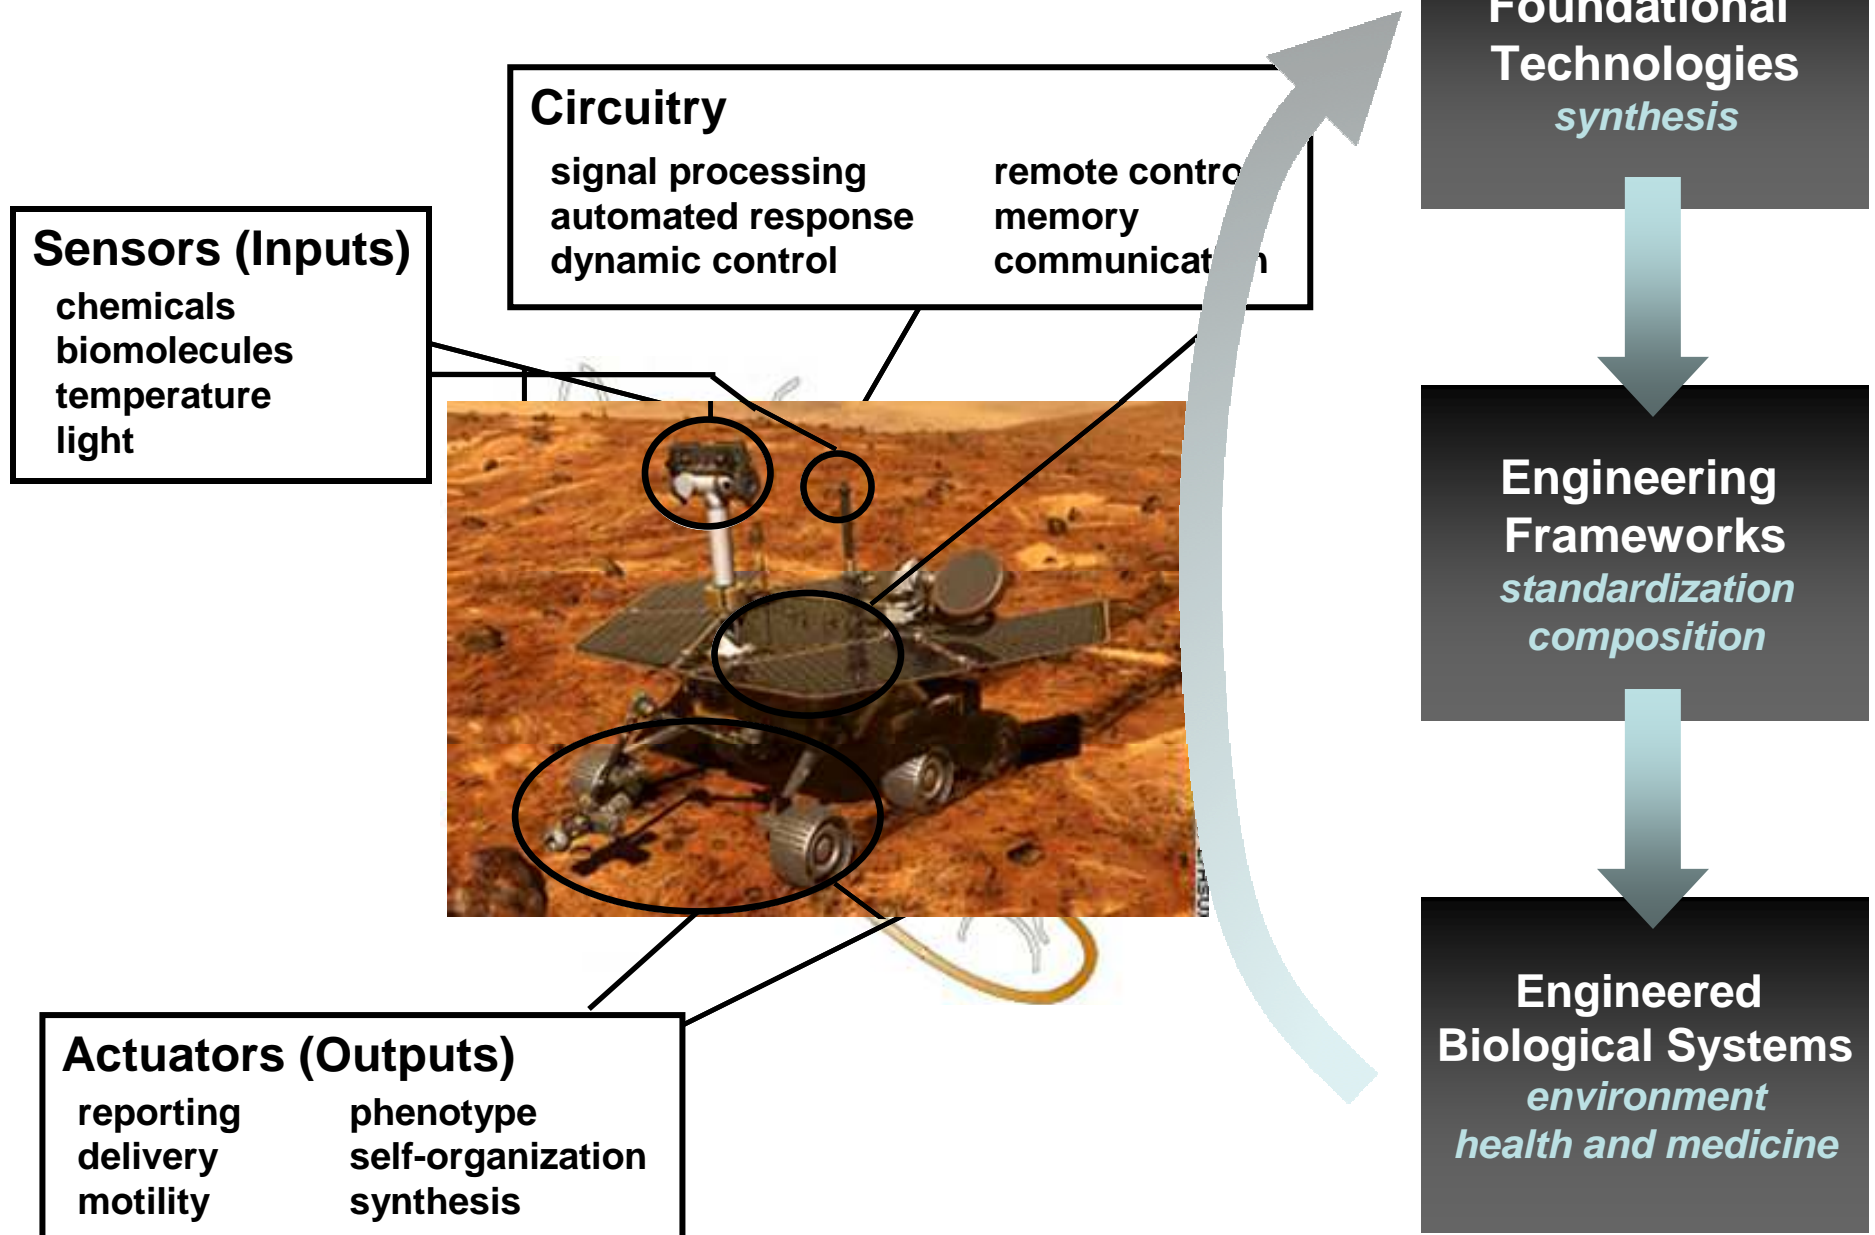 Foundational
Technologies
synthesis
Circuitry
signal processing
automated response
dynamic control
remote contro
memory
communicat n
Sensors (Inputs)
chemicals
biomolecules
temperature
light
Engineering
Frameworks
standardization
composition
Actuators (Outputs)
reporting
delivery
motility
phenotype
self-organization
synthesis
Engineered
Biological Systems
environment
health and medicine